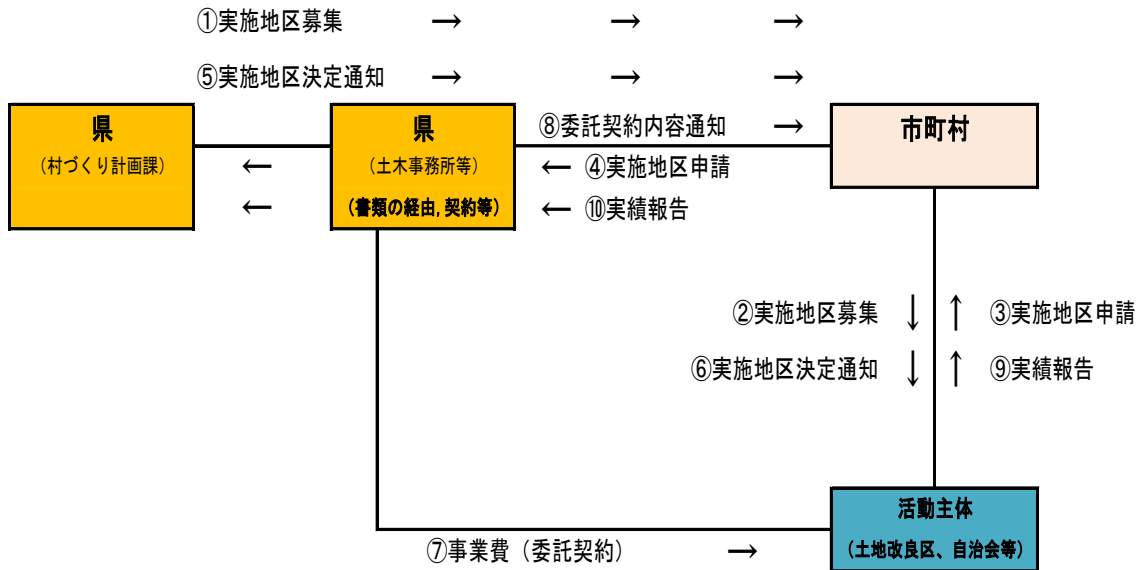 ①実施地区募集 → → →
⑤実施地区決定通知 → → →
県
(村づくり計画課)
← 
←
県
(土木事務所等)
(書類の経由,契約等)
⑧委託契約内容通知 →
← ④実施地区申請
← ⑩実績報告
市町村
②実施地区募集 ↓ ↑ ③実施地区申請
⑥実施地区決定通知 ↓ ↑ ⑨実績報告
活動主体
(土地改良区、自治会等)
⑦事業費(委託契約) →